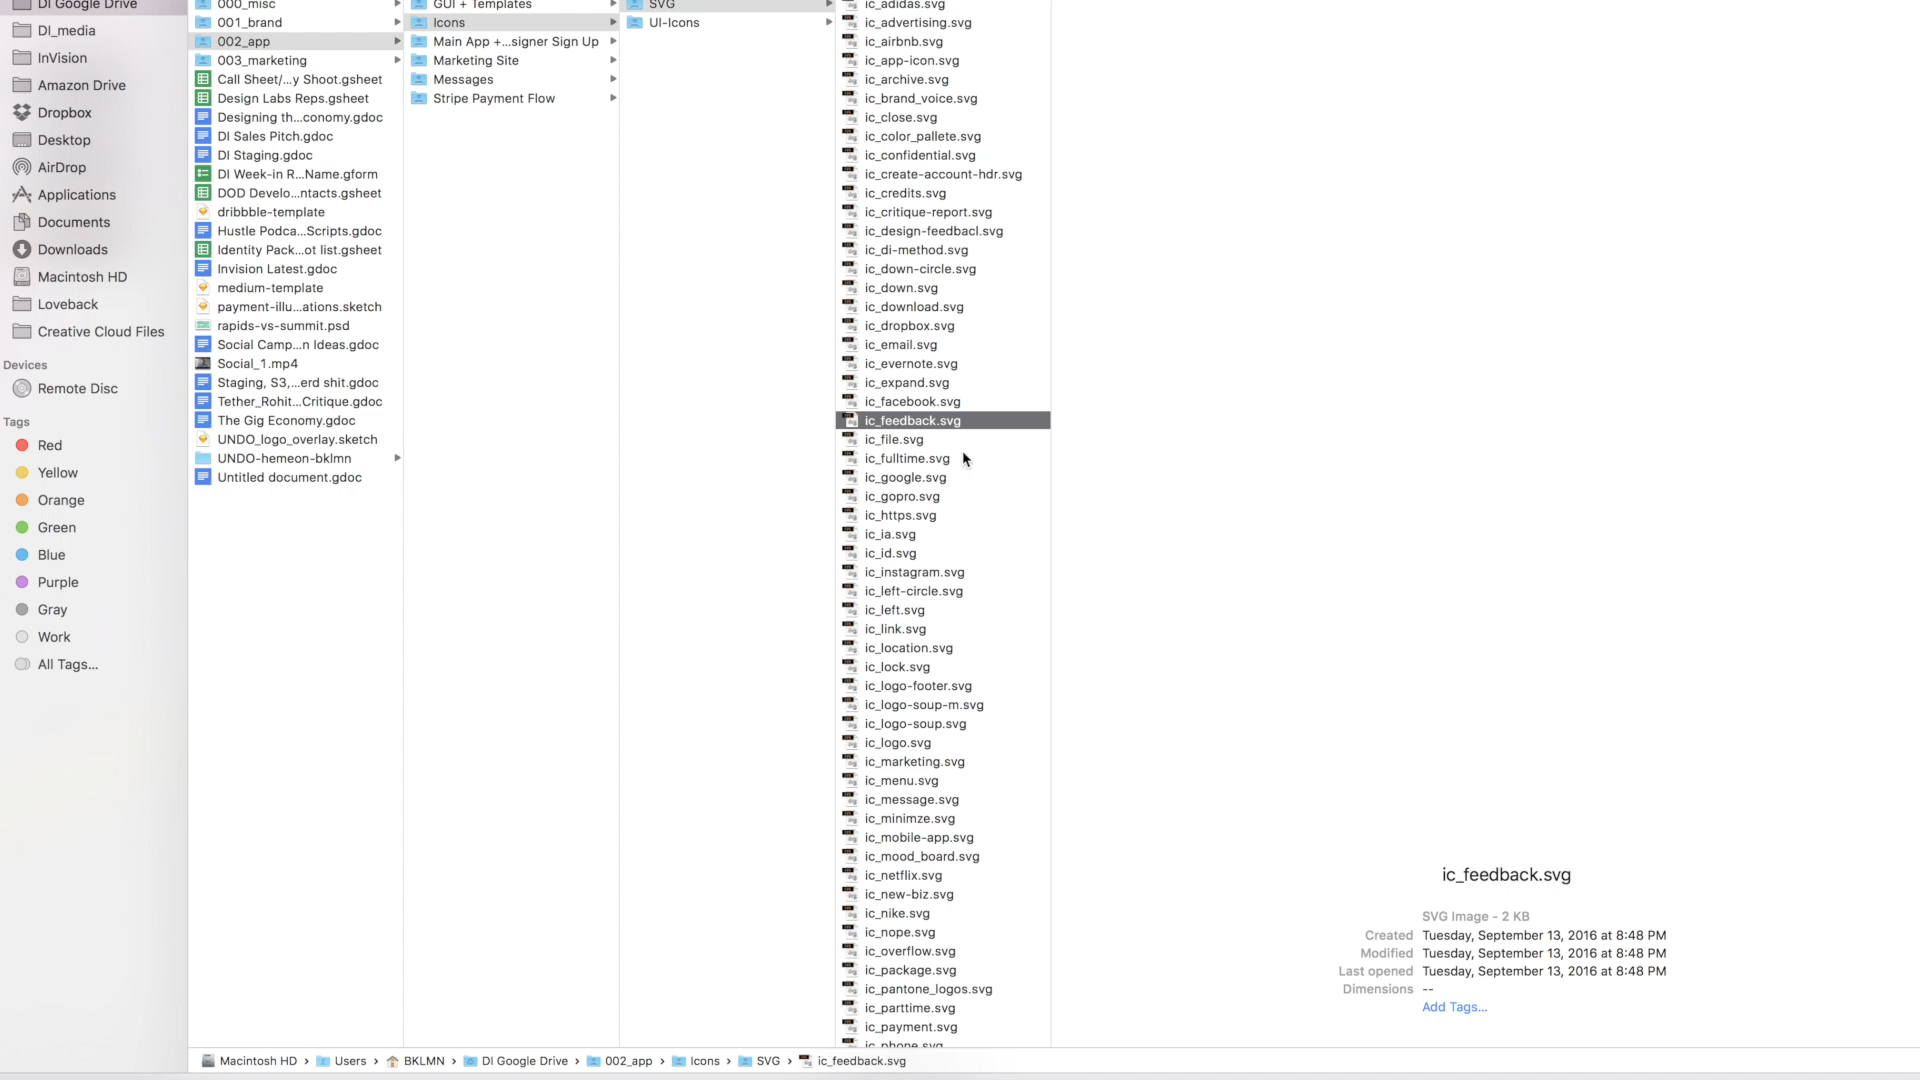 DI Google Drive
DI_media
InVision
Amazon Drive
Dropbox
Desktop
AirDrop
Applications
Documents
Downloads
Macintosh HD
Loveback
Creative Cloud Files
Devices
Remote Disc
Tags
Red
Yellow
Orange
Green
Blue
Purple
Gray
Work
All Tags...
000_misc
001_brand
002_app
003_marketing
Call Sheet/...y Shoot.gsheet
Design Labs Reps.gsheet
Designing th...conomy.gdoc
DI Sales Pitch.gdoc
DI Staging.gdoc
DI Week-in R...Name.gform
DOD Develo...ntacts.gsheet
dribbble-template
Hustle Podca...Scripts.gdoc
Identity Pack...ot list.gsheet
Invision Latest.gdoc
medium-template
payment-illu...ations.sketch
rapids-vs-summit.psd
Social Camp...n Ideas.gdoc
Social_1.mp4
Staging, S3,...erd shit.gdoc
Tether_Rohit...Critique.gdoc
The Gig Economy.gdoc
UNDO_logo_overlay.sketch
UNDO-hemeon-bklmn
Untitled document.gdoc
GUI + Templates
Icons
Main App +...signer Sign Up
Marketing Site
Messages
Stripe Payment Flow
SVG
UI-Icons
ic_adidas.svg
ic_advertising.svg
ic_airbnb.svg
ic_app-icon.svg
ic_archive.svg
ic_brand_voice.svg
ic_close.svg
ic_color_pallete.svg
ic_confidential.svg
ic_create-account-hdr.svg
ic_credits.svg
ic_critique-report.svg
ic_design-feedbacl.svg
ic_di-method.svg
ic_down-circle.svg
ic_down.svg
ic_download.svg
ic_dropbox.svg
ic_email.svg
ic_evernote.svg
ic_expand.svg
ic_facebook.svg
ic_feedback.svg
ic_file.svg
ic_fulltime.svg
ic_google.svg
ic_gopro.svg
ic_https.svg
ic_ia.svg
ic_id.svg
ic_instagram.svg
ic_left-circle.svg
ic_left.svg
ic_link.svg
ic_location.svg
ic_lock.svg
ic_logo-footer.svg
ic_logo-soup-m.svg
ic_logo-soup.svg
ic_logo.svg
ic_marketing.svg
ic_menu.svg
ic_message.svg
ic_minimze.svg
ic_mobile-app.svg
ic_mood_board.svg
ic_netflix.svg
ic_new-biz.svg
ic_nike.svg
ic_nope.svg
ic_overflow.svg
ic_package.svg
ic_pantone_logos.svg
ic_parttime.svg
ic_payment.svg
ic_phone.svg
ic_feedback.svg
SVG Image - 2 KB
Created Tuesday, September 13, 2016 at 8:48 PM
Modified Tuesday, September 13, 2016 at 8:48 PM
Last opened Tuesday, September 13, 2016 at 8:48 PM
Dimensions --
Add Tags...
Macintosh HD › Users › BKLMN › DI Google Drive › 002_app › Icons › SVG › ic_feedback.svg